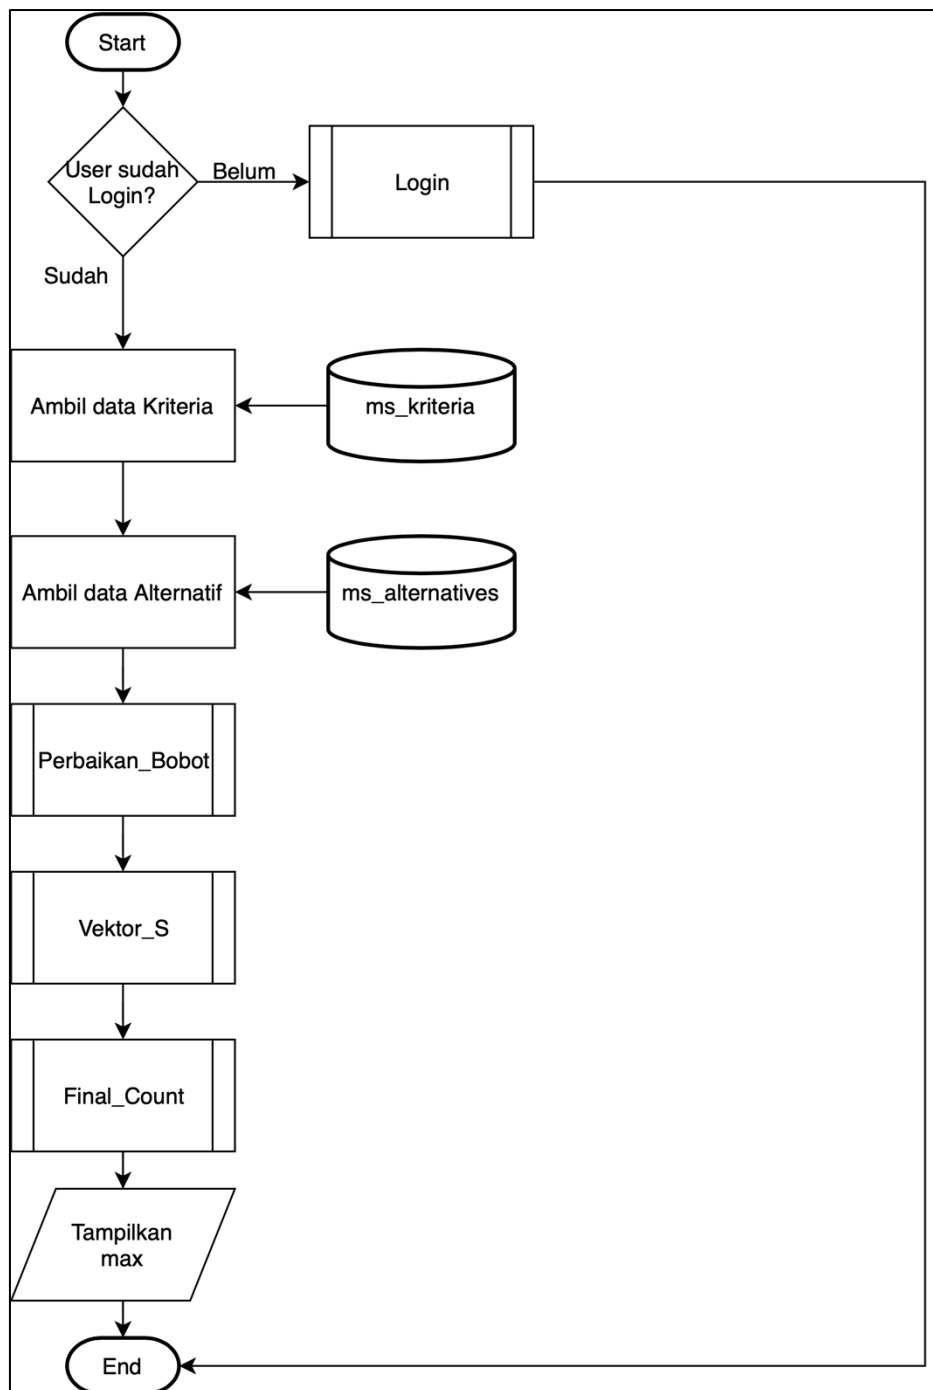 Start
User sudah
Login?
Belum
Login
Sudah
Ambil data Kriteria
ms_kriteria
Ambil data Alternatif
ms_alternatives
Perbaikan_Bobot
Vektor_S
Final_Count
Tampilkan
max
End